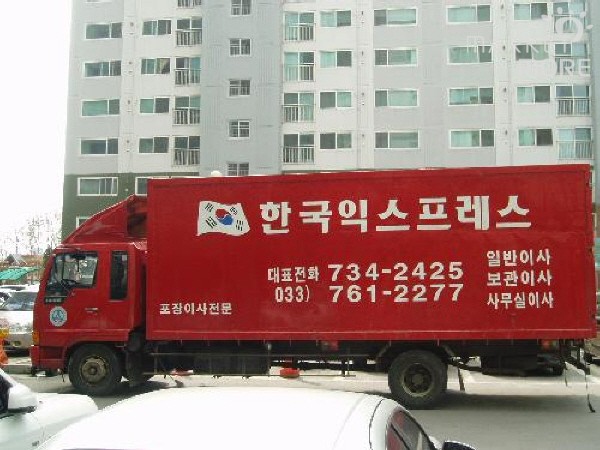 한국익스프레스
대표전화 734-2425
033) 761-2277
일반이사
보관이사
사무실이사
포장이사전문